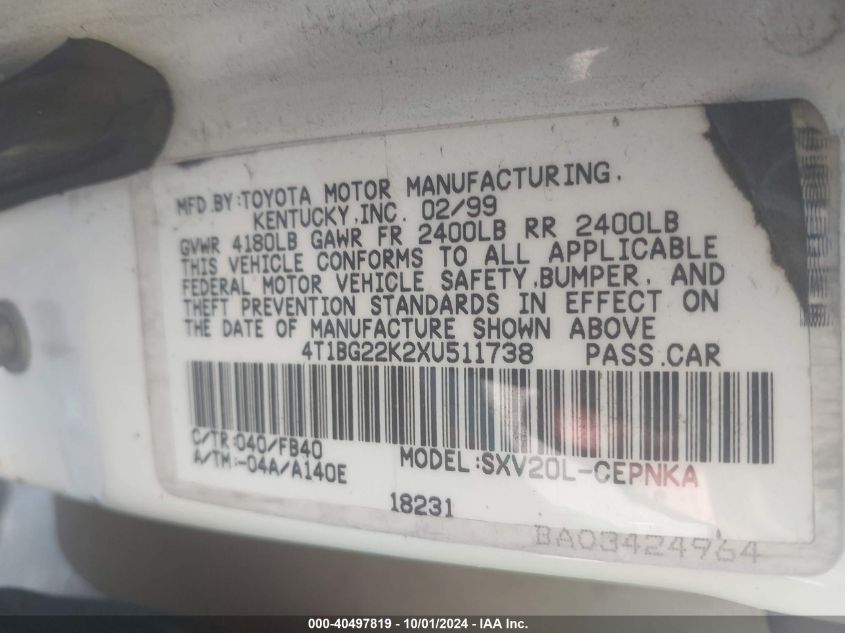 MFD.BY:TOYOTA MOTOR MANUFACTURING.
KENTUCKY,INC. 02/99
GVWR 4180LB GAWR FR 2400LB RR 2400LB
THIS VEHICLE CONFORMS TO ALL APPLICABLE
FEDERAL MOTOR VEHICLE SAFETY,BUMPER, AND
THEFT PREVENTION STANDARDS IN EFFECT ON
THE DATE OF MANUFACTURE SHOWN ABOVE
4T1BG22K2XU511738 PASS.CAR
C/TR:040/FB40
A/TM:-04A/A140E
MODEL:SXV20L-CEPNKA
18231
BA03424964
000-40497819 - 10/01/2024 - IAA Inc.